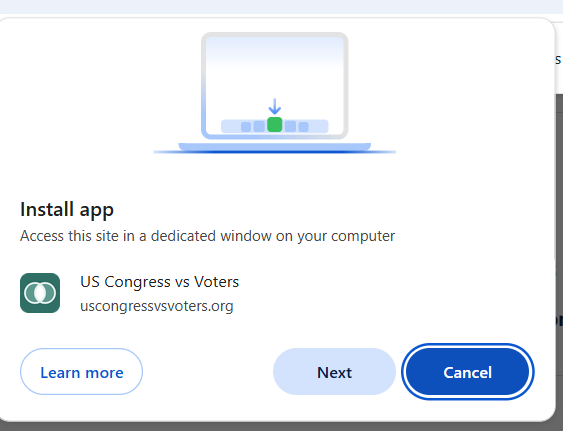 Install app
Access this site in a dedicated window on your computer
US Congress vs Voters
uscongressvsvoters.org
Learn more
Next
Cancel